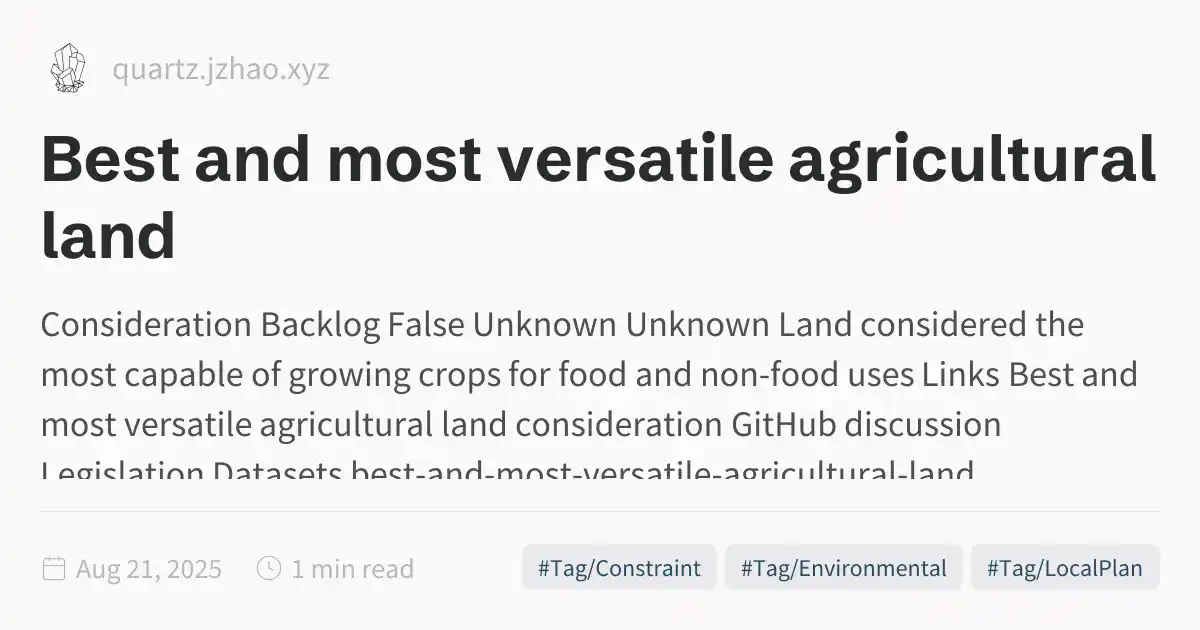 quartz.jzhao.xyz
Best and most versatile agricultural
land
Consideration Backlog False Unknown Unknown Land considered the
most capable of growing crops for food and non-food uses Links Best and
most versatile agricultural land consideration GitHub discussion
Legislation Datasets best-and-most-versatile-agricultural-land
Aug 21, 2025
1 min read
#Tag/Constraint
#Tag/Environmental
#Tag/LocalPlan